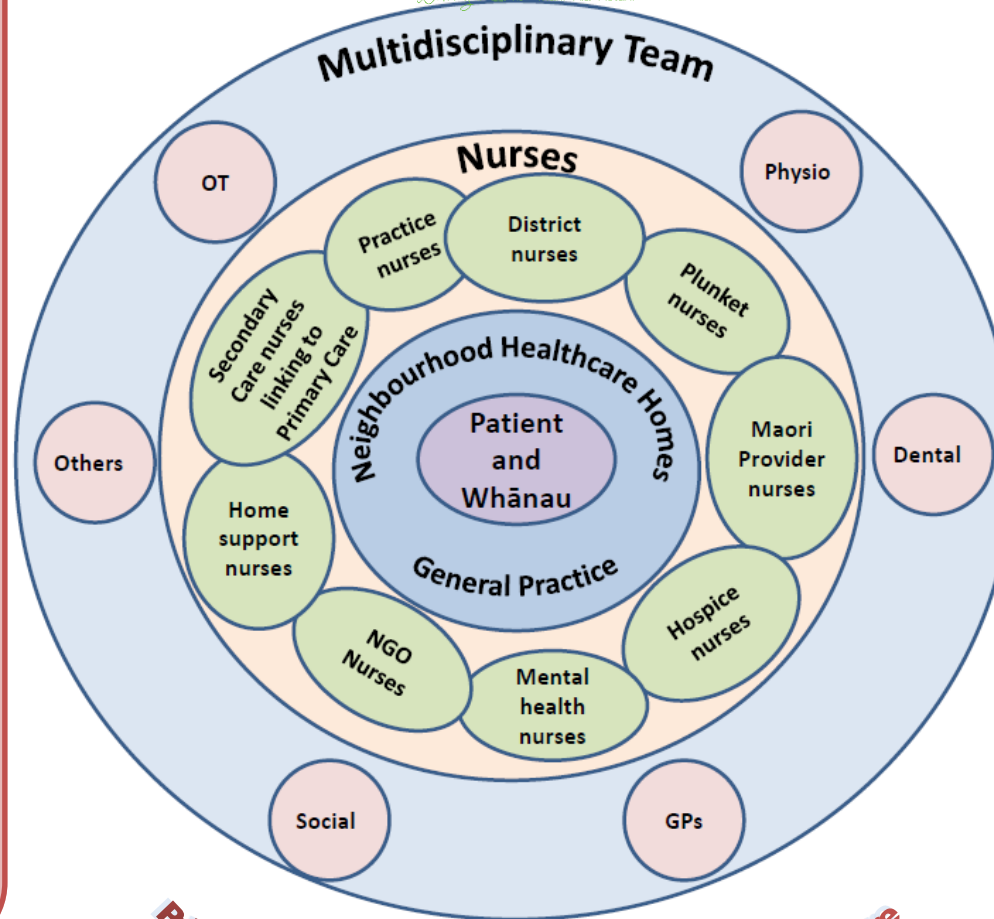 Multidisciplinary Team
Nurses
OT
Physio
Practice
nurses
District
nurses
Plunket
nurses
Secondary
Care nurses
linking to
Primary Care
Neighbourhood Healthcare Homes
Patient
and
Whānau
General Practice
Maori
Provider
nurses
Others
Dental
Home
support
nurses
Hospice
nurses
NGO
Nurses
Mental
health
nurses
Social
GPs